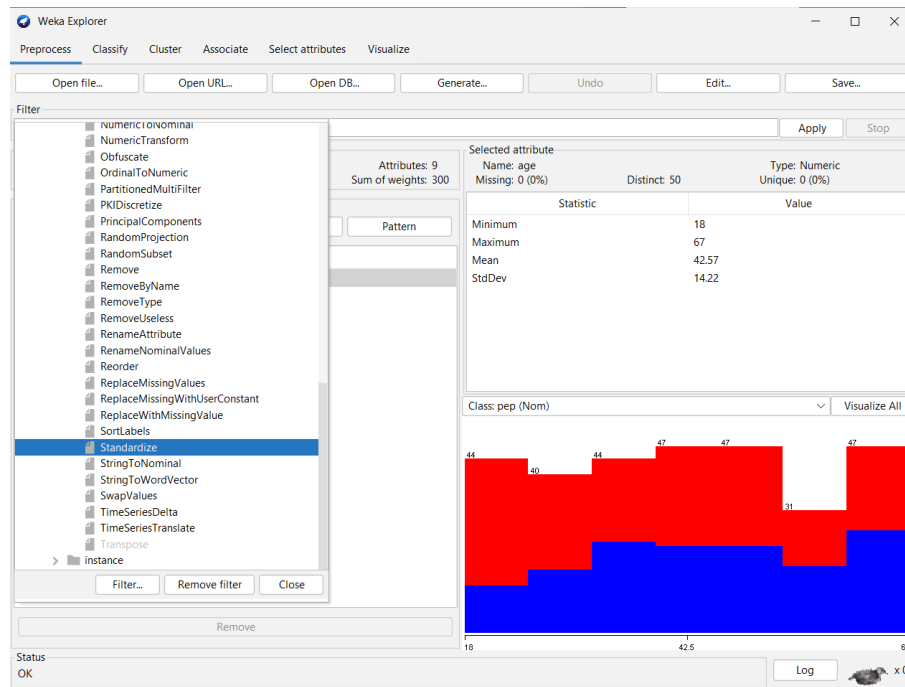 Weka Explorer
Preprocess Classify Cluster Associate Select attributes Visualize
Open file... Open URL... Open DB... Generate... Undo Edit... Save...
Filter
Apply Stop
NumericToNominal
NumericTransform
Obfuscate
OrdinalToNumeric
PartitionedMultiFilter
PKIDiscretize
PrincipalComponents
RandomProjection
RandomSubset
Remove
RemoveByName
RemoveType
RemoveUseless
RenameAttribute
RenameNominalValues
Reorder
ReplaceMissingValues
ReplaceMissingWithUserConstant
ReplaceWithMissingValue
SortLabels
Standardize
StringToNominal
StringToWordVector
SwapValues
TimeSeriesDelta
TimeSeriesTranslate
Transpose
instance
Filter... Remove filter Close
Attributes: 9
Sum of weights: 300
Pattern
Remove
Selected attribute
Name: age Type: Numeric
Missing: 0 (0%) Distinct: 50 Unique: 0 (0%)
Statistic Value
Minimum 18
Maximum 67
Mean 42.57
StdDev 14.22
Class: pep (Nom) Visualize All
44 40 44 47 47 31 47
18 42.5 6
Status
OK
Log x 0